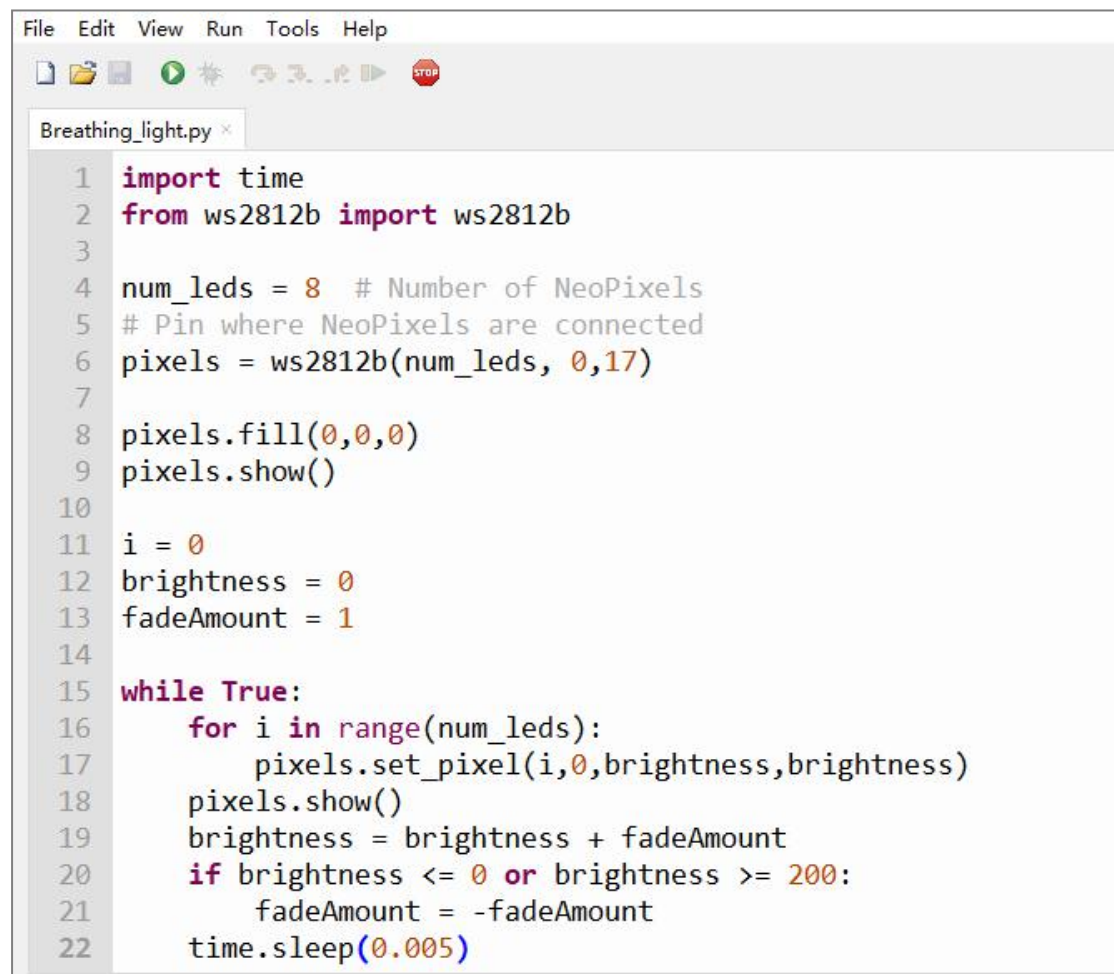 File Edit View Run Tools Help
STOP
Breathing_light.py ×
1 import time
2 from ws2812b import ws2812b
3
4 num_leds = 8  # Number of NeoPixels
5 # Pin where NeoPixels are connected
6 pixels = ws2812b(num_leds, 0,17)
7
8 pixels.fill(0,0,0)
9 pixels.show()
10
11 i = 0
12 brightness = 0
13 fadeAmount = 1
14
15 while True:
16     for i in range(num_leds):
17         pixels.set_pixel(i,0,brightness,brightness)
18     pixels.show()
19     brightness = brightness + fadeAmount
20     if brightness <= 0 or brightness >= 200:
21         fadeAmount = -fadeAmount
22     time.sleep(0.005)